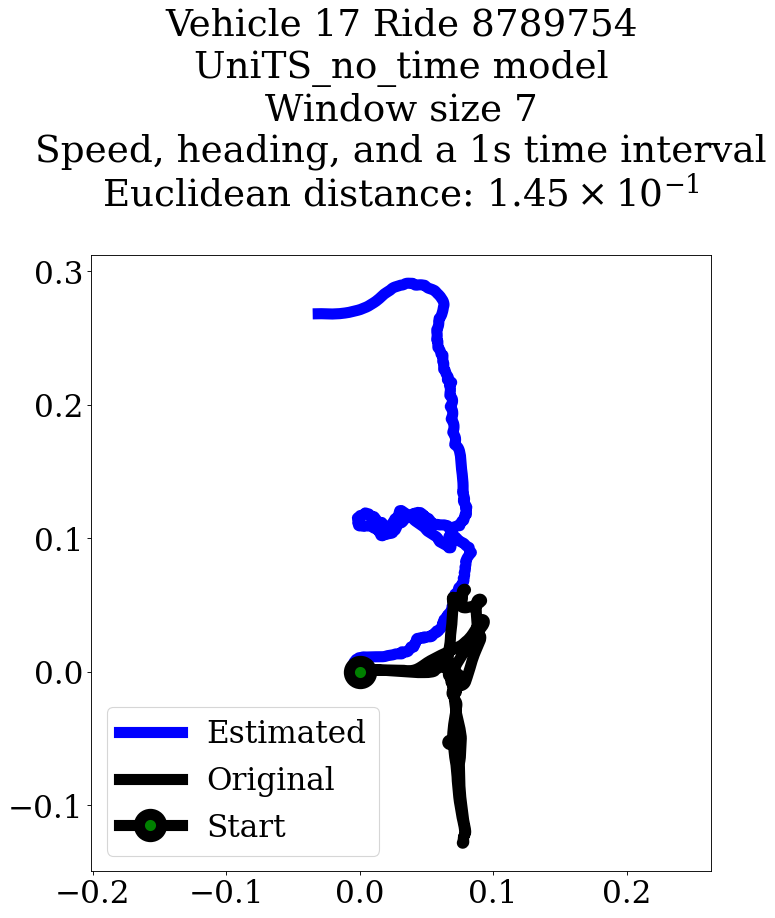 Vehicle 17 Ride 8789754
UniTS_no_time model
Window size 7
Speed, heading, and a 1s time interval
Euclidean distance: 1.45 × 10⁻¹
0.3
0.2
0.1
0.0
−0.1
Estimated
Original
Start
−0.2
−0.1
0.0
0.1
0.2